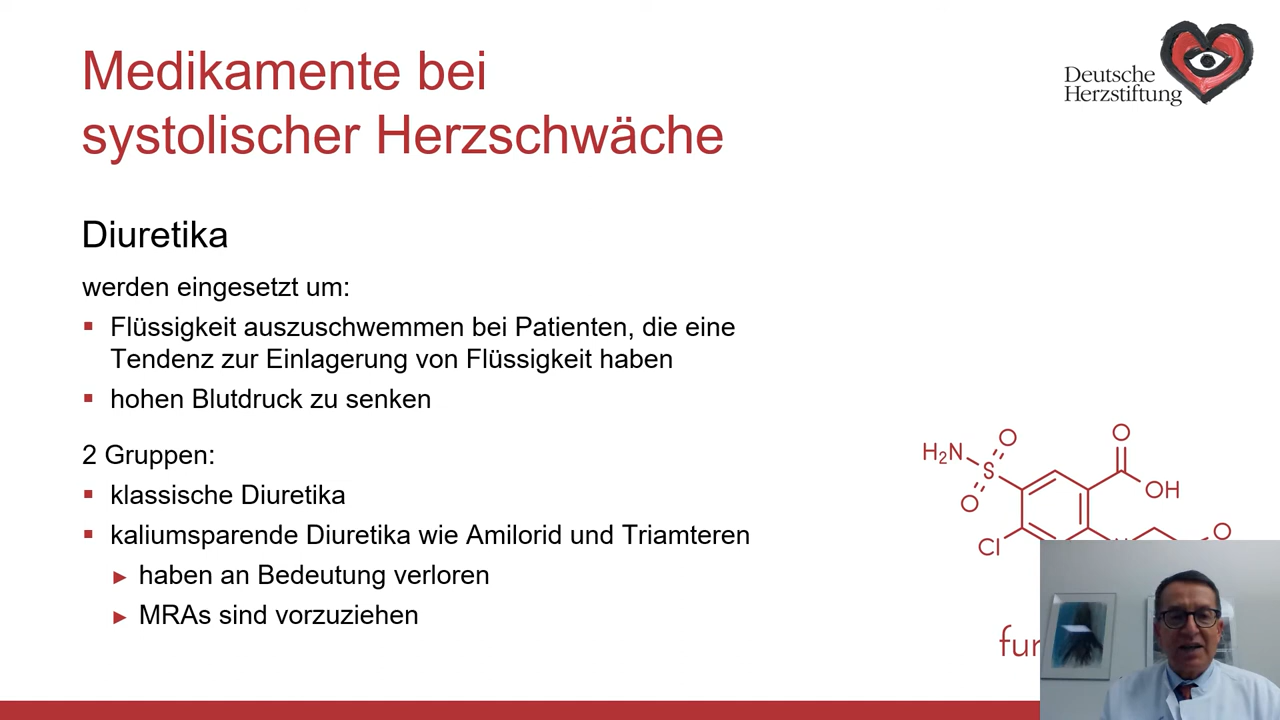 Medikamente bei
systolischer Herzschwäche
Deutsche
Herzstiftung
Diuretika
werden eingesetzt um:
▪ Flüssigkeit auszuschwemmen bei Patienten, die eine
Tendenz zur Einlagerung von Flüssigkeit haben
▪ hohen Blutdruck zu senken
2 Gruppen:
▪ klassische Diuretika
▪ kaliumsparende Diuretika wie Amilorid und Triamteren
► haben an Bedeutung verloren
► MRAs sind vorzuziehen
O
O
H₂N
S
OH
O
O
Cl